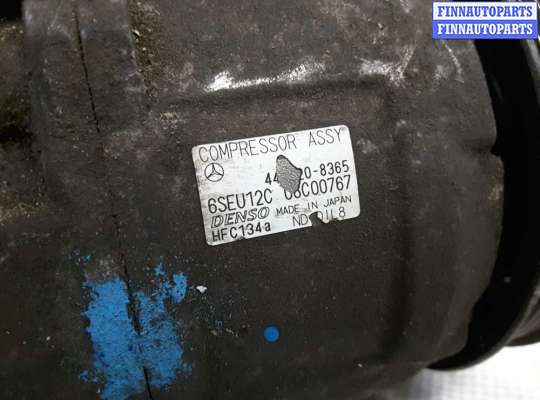 FINNAUTOPARTS
FINNAUTOPARTS
COMPRESSOR ASSY
6SEU12C
DENSO MADE IN JAPAN
HFC134a